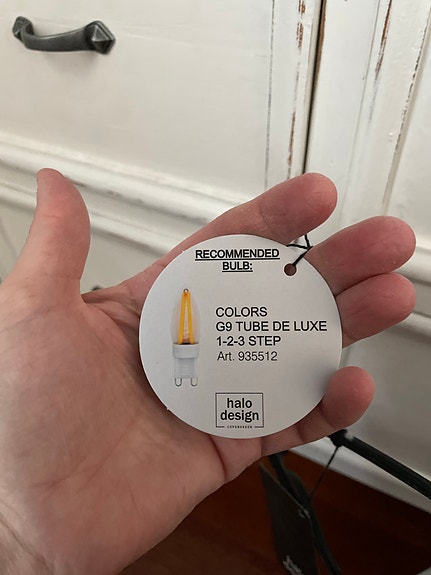 RECOMMENDED
BULB:
COLORS
G9 TUBE DE LUXE
1-2-3 STEP
Art. 935512
halo
design
COPENHAGEN